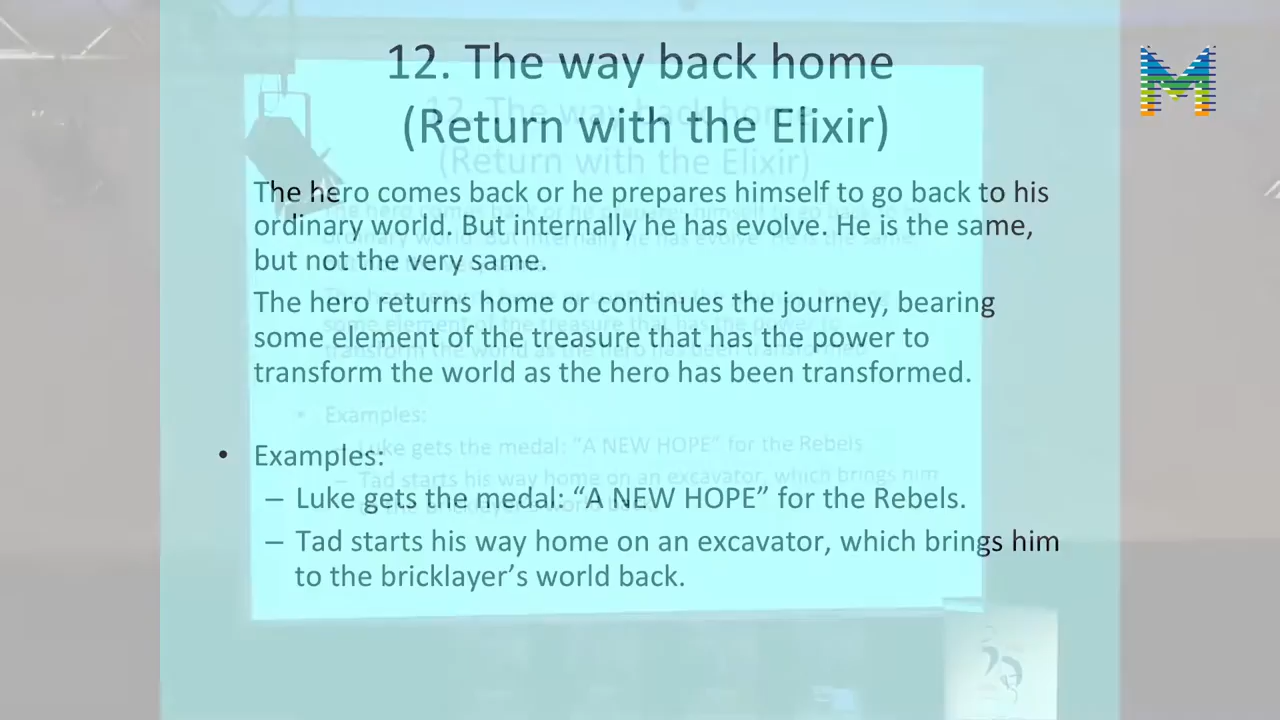 12. The way back home
(Return with the Elixir)
The hero comes back or he prepares himself to go back to his
ordinary world. But internally he has evolve. He is the same,
but not the very same.
The hero returns home or continues the journey, bearing
some element of the treasure that has the power to
transform the world as the hero has been transformed.
• Examples:
– Luke gets the medal: “A NEW HOPE” for the Rebels.
– Tad starts his way home on an excavator, which brings him
to the bricklayer’s world back.